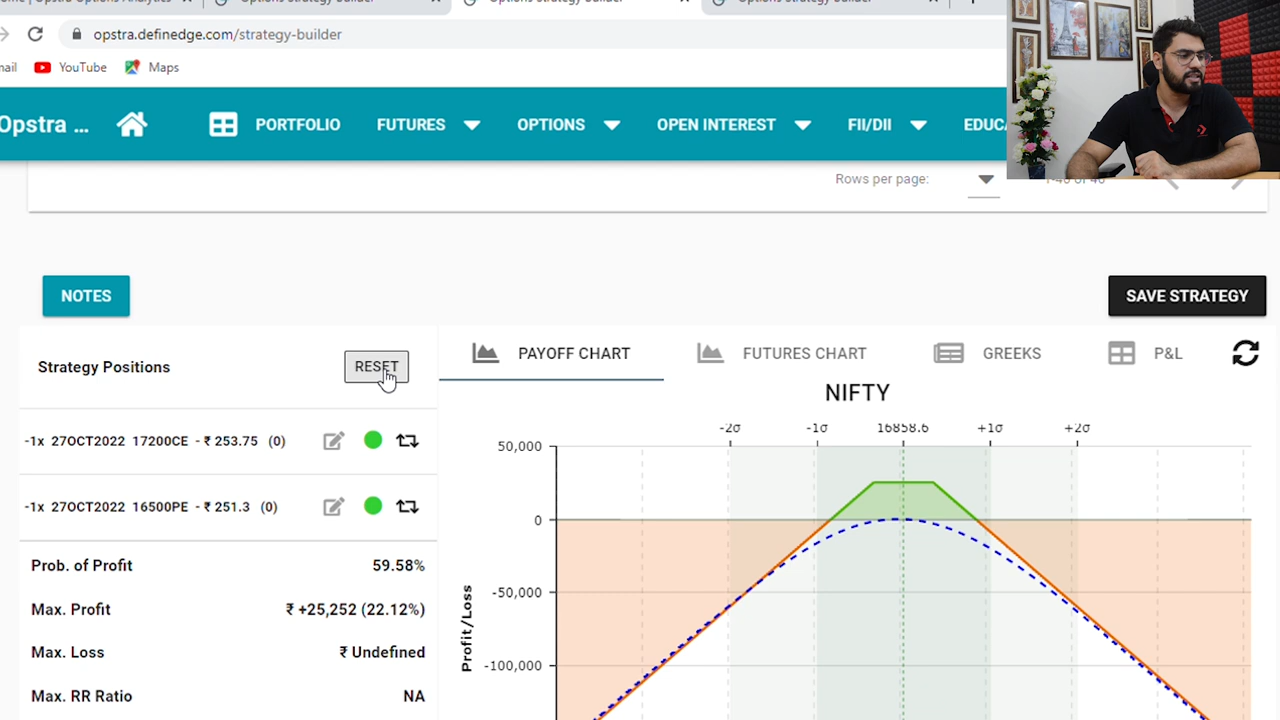 Options Strategy Builder
opstra.definedge.com/strategy-builder
YouTube
Maps
Opstra ...
PORTFOLIO
FUTURES
OPTIONS
OPEN INTEREST
FII/DII
Rows per page:
NOTES
SAVE STRATEGY
Strategy Positions
RESET
PAYOFF CHART
FUTURES CHART
GREEKS
P&L
NIFTY
-2σ -1σ 16858.6 +1σ +2σ
-1x 27OCT2022 17200CE - ₹ 253.75 (0)
-1x 27OCT2022 16500PE - ₹ 251.3 (0)
Prob. of Profit 59.58%
Max. Profit ₹ +25,252 (22.12%)
Max. Loss ₹ Undefined
Max. RR Ratio NA
50,000
0
-50,000
-100,000
Profit/Loss